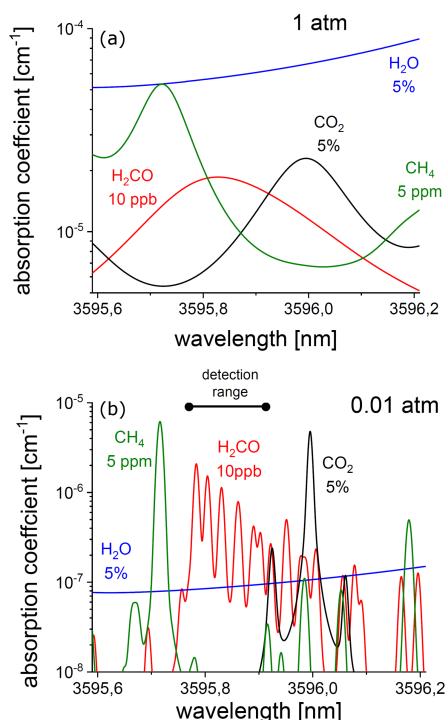 (a)
1 atm
10⁻⁴
H₂O
5%
CO₂
5%
H₂CO
10 ppb
CH₄
5 ppm
10⁻⁵
absorption coeffcient [cm⁻¹]
3595,6
3595,8
3596,0
3596,2
wavelength [nm]
detection
range
(b)
0.01 atm
10⁻⁵
CH₄
5 ppm
H₂CO
10ppb
CO₂
5%
10⁻⁶
H₂O
5%
10⁻⁷
10⁻⁸
absorption coeffcient [cm⁻¹]
3595,6
3595,8
3596,0
3596,2
wavelength [nm]